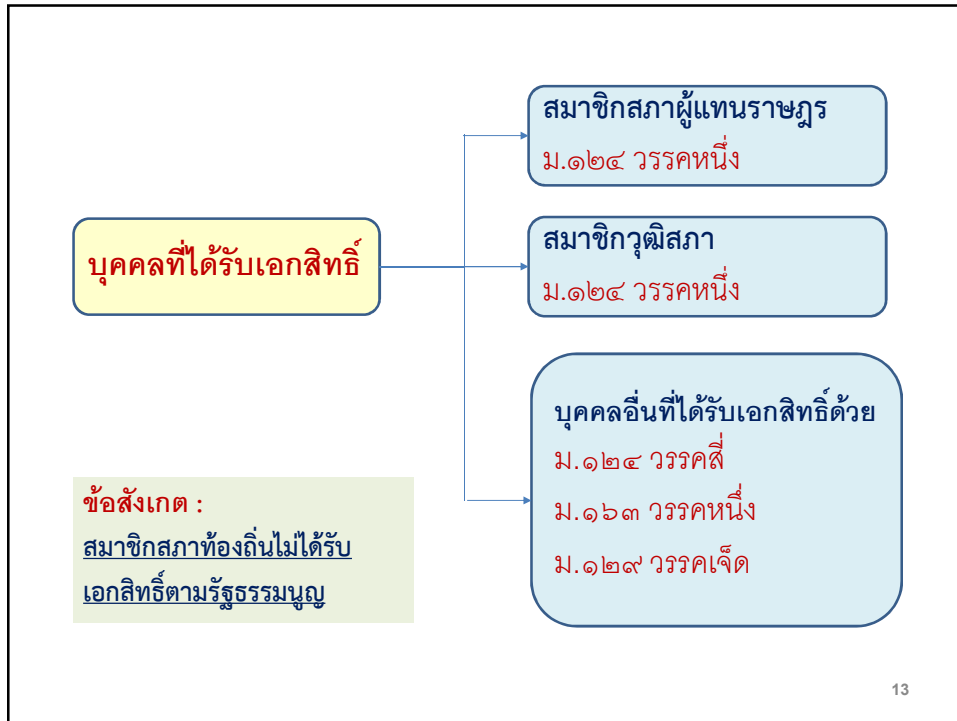 บุคคลที่ได้รับเอกสิทธิ์
สมาชิกสภาผู้แทนราษฎร
ม.๑๒๔ วรรคหนึ่ง
สมาชิกวุฒิสภา
ม.๑๒๔ วรรคหนึ่ง
บุคคลอื่นที่ได้รับเอกสิทธิ์ด้วย
ม.๑๒๔ วรรคสี่
ม.๑๖๓ วรรคหนึ่ง
ม.๑๒๙ วรรคเจ็ด
ข้อสังเกต :
สมาชิกสภาท้องถิ่นไม่ได้รับ
เอกสิทธิ์ตามรัฐธรรมนูญ
13